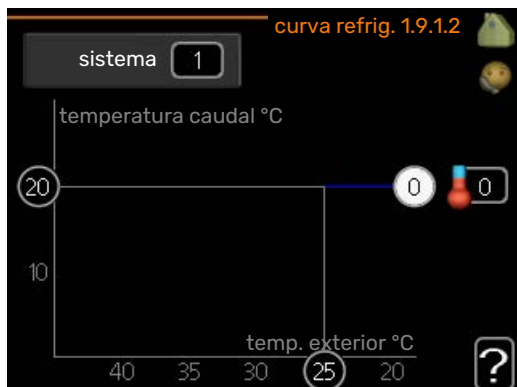 curva refrig. 1.9.1.2
sistema 1
temperatura caudal °C
20
0
0
10
temp. exterior °C
40 35 30 25 20
?